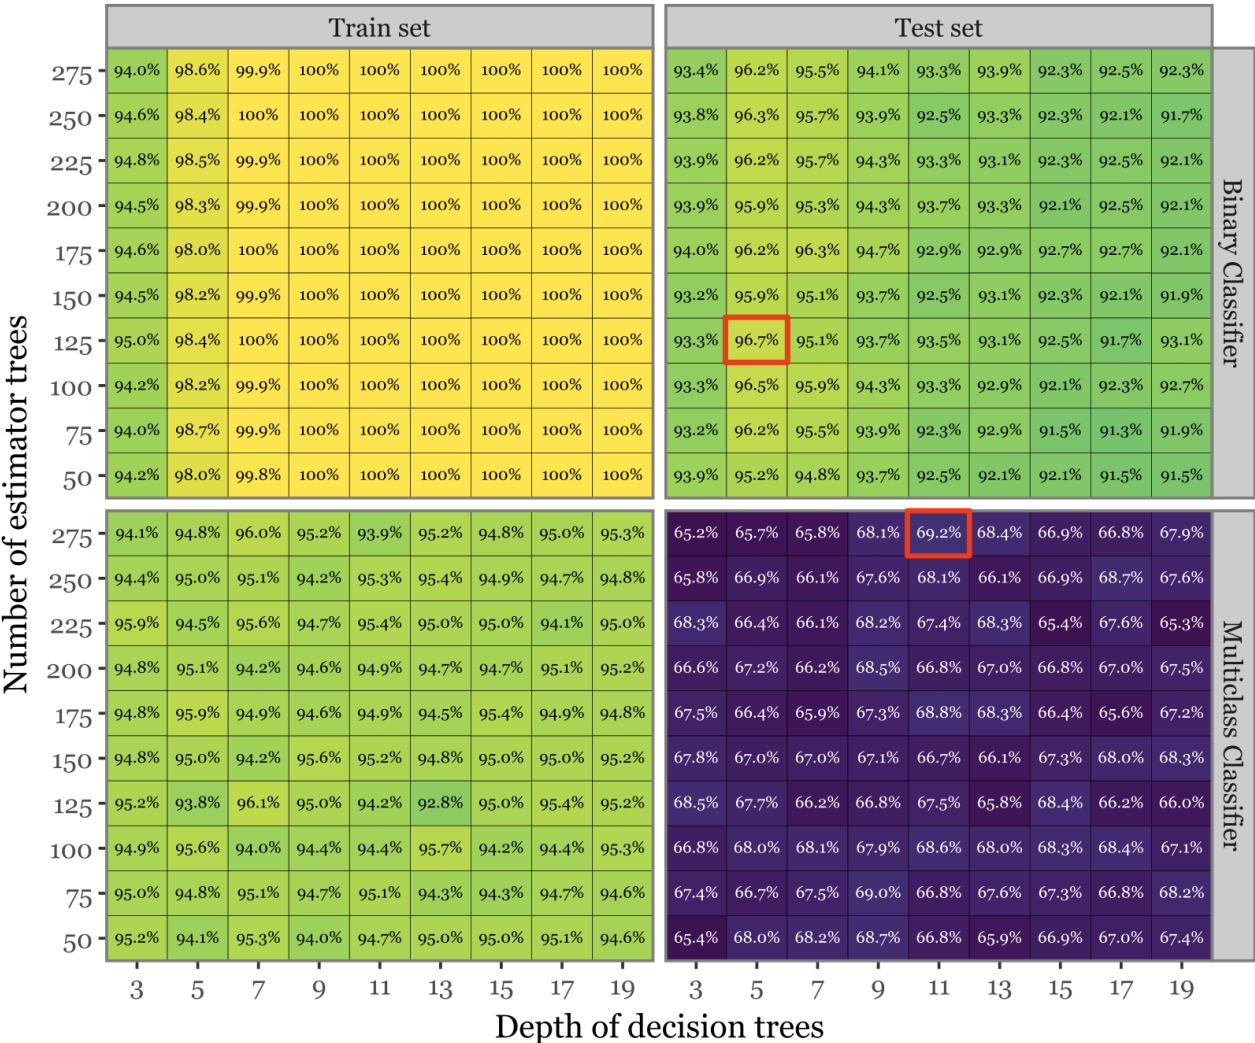 Train set Test set
275 94.0% 98.6% 99.9% 100% 100% 100% 100% 100% 100% 93.4% 96.2% 95.5% 94.1% 93.3% 93.9% 92.3% 92.5% 92.3%
250 94.6% 98.4% 100% 100% 100% 100% 100% 100% 100% 93.8% 96.3% 95.7% 93.9% 92.5% 93.3% 92.3% 92.1% 91.7%
225 94.8% 98.5% 99.9% 100% 100% 100% 100% 100% 100% 93.9% 96.2% 95.7% 94.3% 93.3% 93.1% 92.3% 92.5% 92.1%
200 94.5% 98.3% 99.9% 100% 100% 100% 100% 100% 100% 93.9% 95.9% 95.3% 94.3% 93.7% 93.3% 92.1% 92.5% 92.1%
175 94.6% 98.0% 100% 100% 100% 100% 100% 100% 100% 94.0% 96.2% 96.3% 94.7% 92.9% 92.9% 92.7% 92.7% 92.1%
150 94.5% 98.2% 99.9% 100% 100% 100% 100% 100% 100% 93.2% 95.9% 95.1% 93.7% 92.5% 93.1% 92.3% 92.1% 91.9%
125 95.0% 98.4% 100% 100% 100% 100% 100% 100% 100% 93.3% 96.7% 95.1% 93.7% 93.5% 93.1% 92.5% 91.7% 93.1%
100 94.2% 98.2% 99.9% 100% 100% 100% 100% 100% 100% 93.3% 96.5% 95.9% 94.3% 93.3% 92.9% 92.1% 92.3% 92.7%
75 94.0% 98.7% 99.9% 100% 100% 100% 100% 100% 100% 93.2% 96.2% 95.5% 93.9% 92.3% 92.9% 91.5% 91.3% 91.9%
50 94.2% 98.0% 99.8% 100% 100% 100% 100% 100% 100% 93.9% 95.2% 94.8% 93.7% 92.5% 92.1% 92.1% 91.5% 91.5%
Binary Classifier
Number of estimator trees
275 94.1% 94.8% 96.0% 95.2% 93.9% 95.2% 94.8% 95.0% 95.3% 65.2% 65.7% 65.8% 68.1% 69.2% 68.4% 66.9% 66.8% 67.9%
250 94.4% 95.0% 95.1% 94.2% 95.3% 95.4% 94.9% 94.7% 94.8% 65.8% 66.9% 66.1% 67.6% 68.1% 66.1% 66.9% 68.7% 67.6%
225 95.9% 94.5% 95.6% 94.7% 95.4% 95.0% 95.0% 94.1% 95.0% 68.3% 66.4% 66.1% 68.2% 67.4% 68.3% 65.4% 67.6% 65.3%
200 94.8% 95.1% 94.2% 94.6% 94.9% 94.7% 94.7% 95.1% 95.2% 66.6% 67.2% 66.2% 68.5% 66.8% 67.0% 66.8% 67.0% 67.5%
175 94.8% 95.9% 94.9% 94.6% 94.9% 94.5% 95.4% 94.9% 94.8% 67.5% 66.4% 65.9% 67.3% 68.8% 68.3% 66.4% 65.6% 67.2%
150 94.8% 95.0% 94.2% 95.6% 95.2% 94.8% 95.0% 95.0% 95.2% 67.8% 67.0% 67.0% 67.1% 66.7% 66.1% 67.3% 68.0% 68.3%
125 95.2% 93.8% 96.1% 95.0% 94.2% 92.8% 95.0% 95.4% 95.2% 68.5% 67.7% 66.2% 66.8% 67.5% 65.8% 68.4% 66.2% 66.0%
100 94.9% 95.6% 94.0% 94.4% 94.4% 95.7% 94.2% 94.4% 95.3% 66.8% 68.0% 68.1% 67.9% 68.6% 68.0% 68.3% 68.4% 67.1%
75 95.0% 94.8% 95.1% 94.7% 95.1% 94.3% 94.3% 94.7% 94.6% 67.4% 66.7% 67.5% 69.0% 66.8% 67.6% 67.3% 66.8% 68.2%
50 95.2% 94.1% 95.3% 94.0% 94.7% 95.0% 95.0% 95.1% 94.6% 65.4% 68.0% 68.2% 68.7% 66.8% 65.9% 66.9% 67.0% 67.4%
Multiclass Classifier
3 5 7 9 11 13 15 17 19 3 5 7 9 11 13 15 17 19
Depth of decision trees